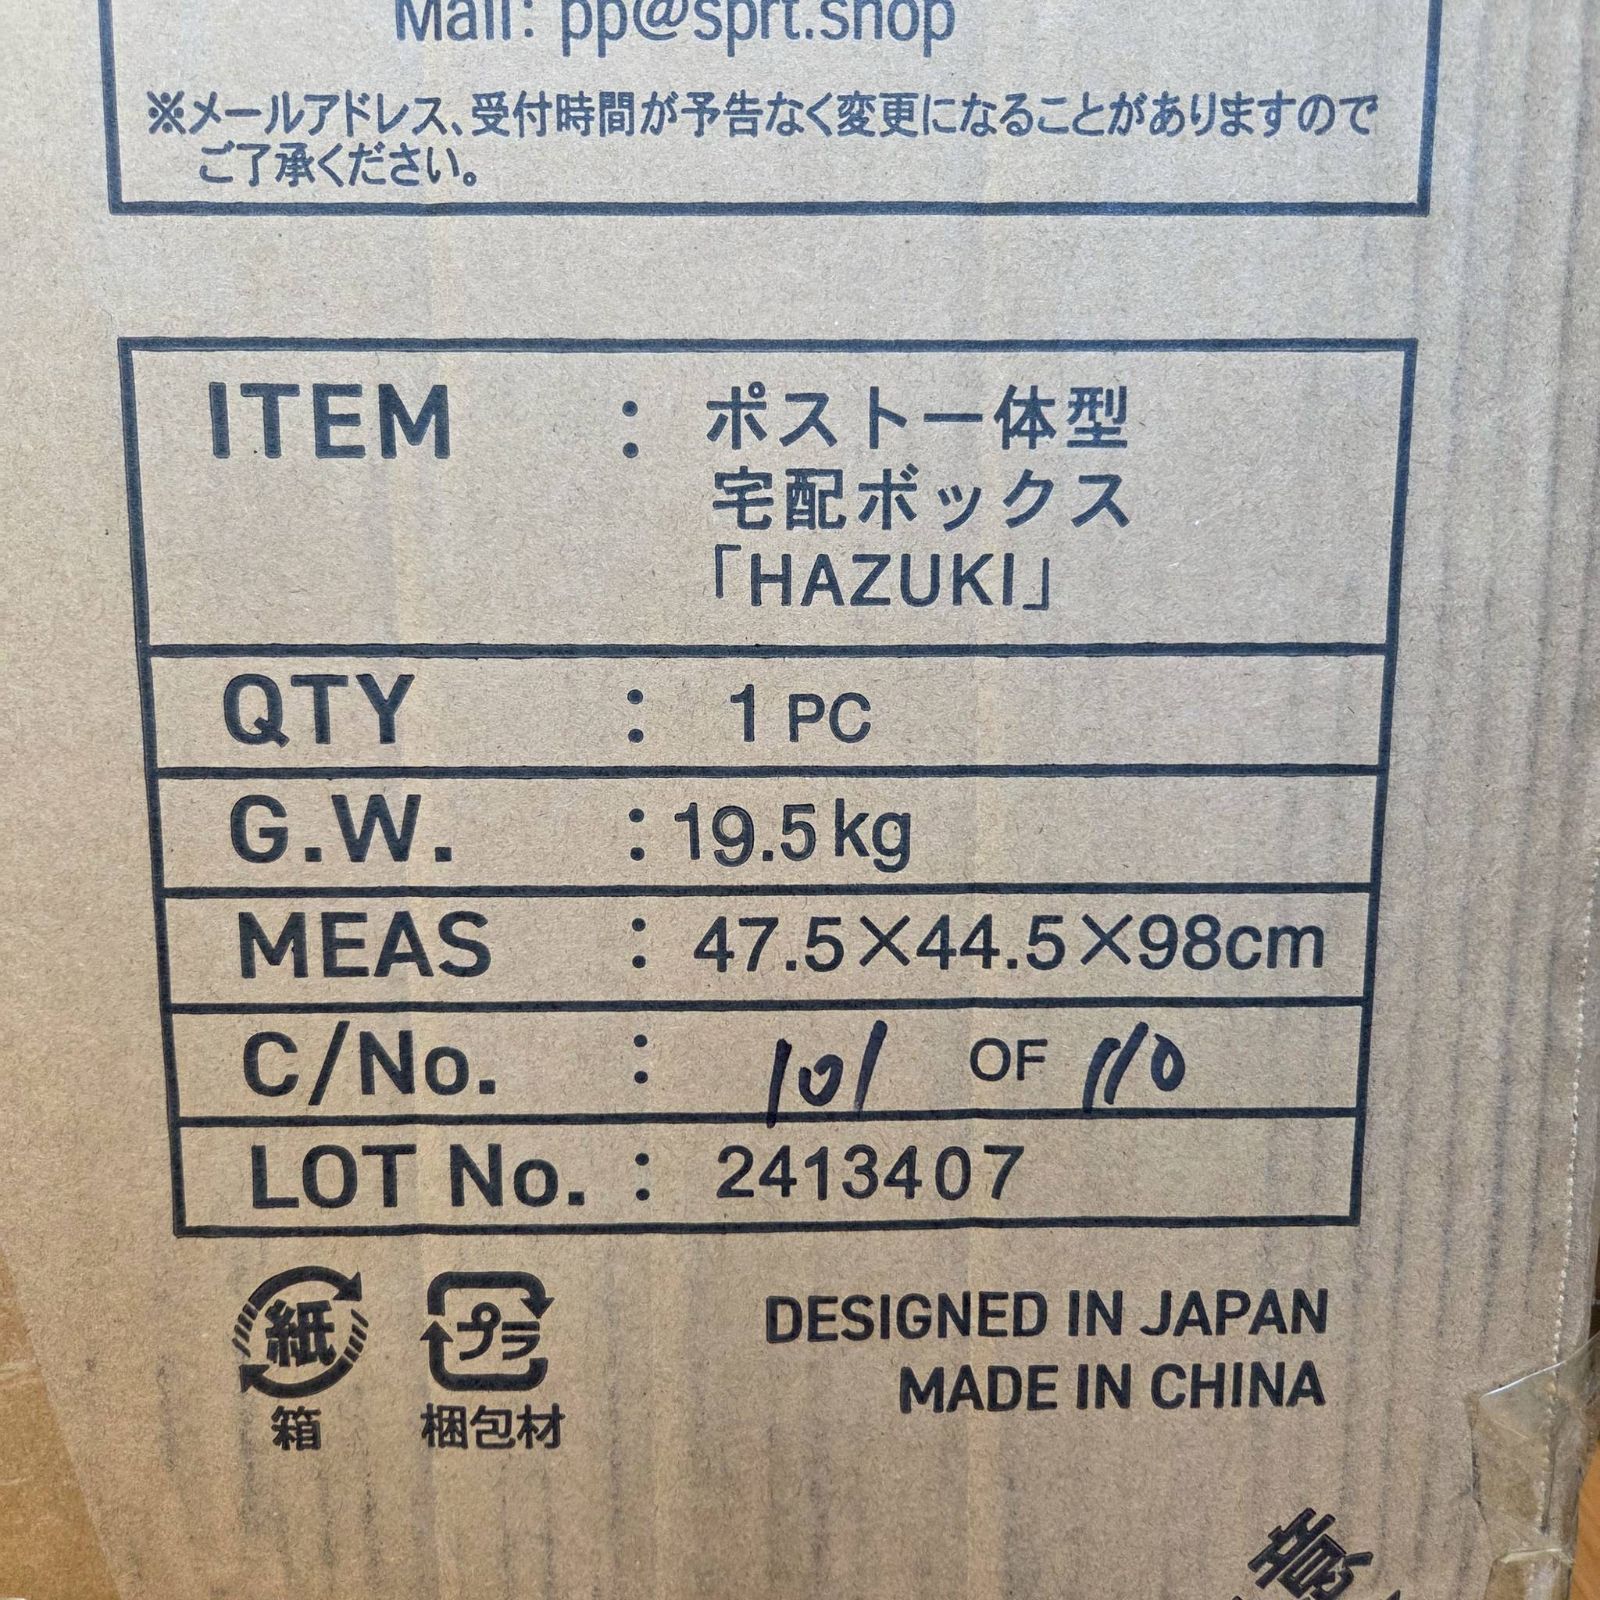 Mail: pp@sprt.shop
※メールアドレス、受付時間が予告なく変更になることがありますので
ご了承ください。
ITEM : ポスト一体型
宅配ボックス
「HAZUKI」
QTY : 1 PC
G.W. : 19.5kg
MEAS : 47.5×44.5×98cm
C/No. : 101 OF 110
LOT No. : 2413407
紙
箱
プラ
梱包材
DESIGNED IN JAPAN
MADE IN CHINA